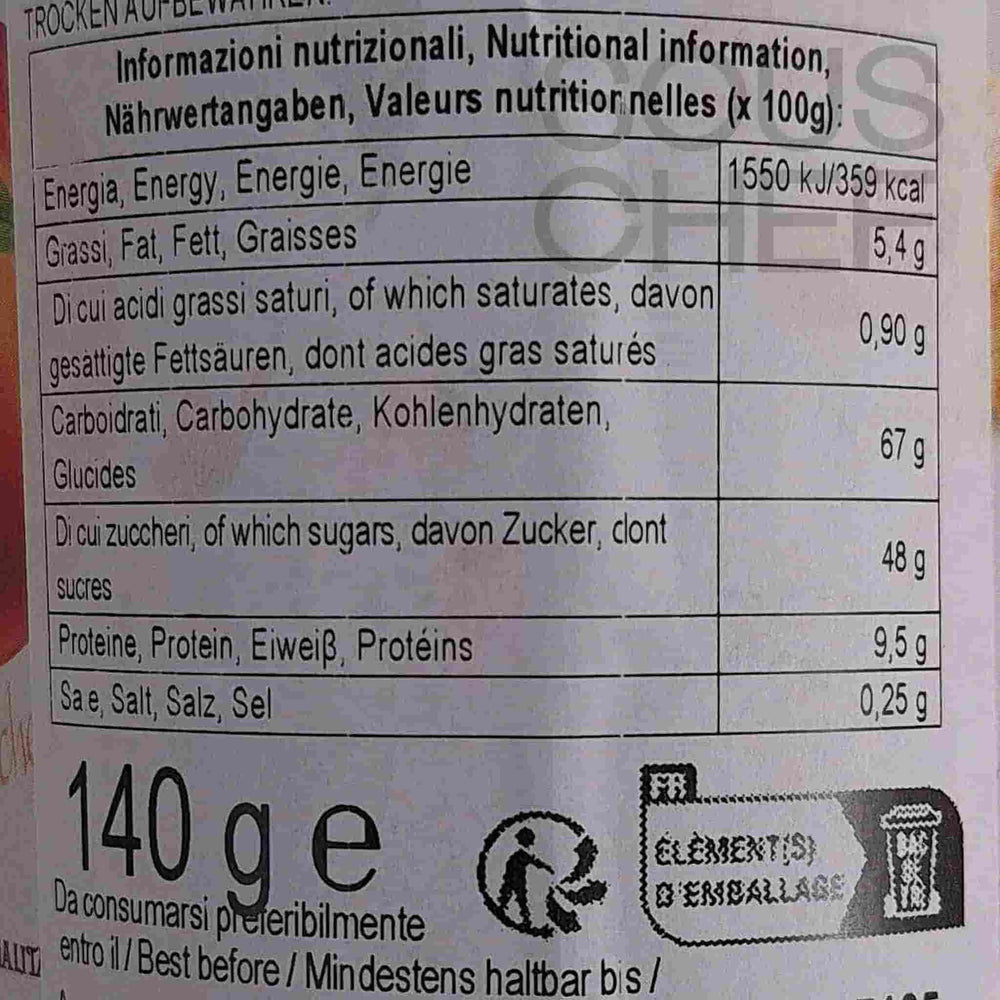 TROCKEN AUFBEWAHREN.
Informazioni nutrizionali, Nutritional information,
Nährwertangaben, Valeurs nutritionnelles (x 100g):
Energia, Energy, Energie, Energie 1550 kJ/359 kcal
Grassi, Fat, Fett, Graisses 5,4 g
Di cui acidi grassi saturi, of which saturates, davon
gesättigte Fettsäuren, dont acides gras saturés 0,90 g
Carboidrati, Carbohydrate, Kohlenhydraten,
Glucides 67 g
Di cui zuccheri, of which sugars, davon Zucker, dont
sucres 48 g
Proteine, Protein, Eiweiß, Protéins 9,5 g
Sa e, Salt, Salz, Sel 0,25 g
COUS
CHEF
140 g e
FR
ÉLÉMENT(S)
D'EMBALLAGE
Da consumarsi preferibilmente
entro il / Best before / Mindestens haltbar bis /